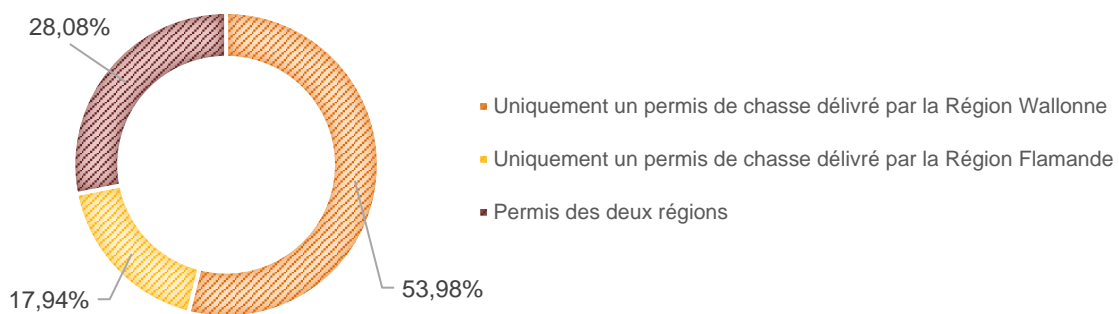 28,08%
Uniquement un permis de chasse délivré par la Région Wallonne
Uniquement un permis de chasse délivré par la Région Flamande
Permis des deux régions
17,94%
53,98%